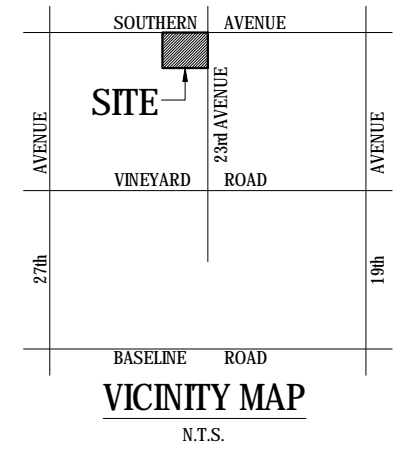 SOUTHERN AVENUE
SITE
23rd AVENUE
AVENUE
AVENUE
VINEYARD ROAD
27th
19th
BASELINE ROAD
VICINITY MAP
N.T.S.